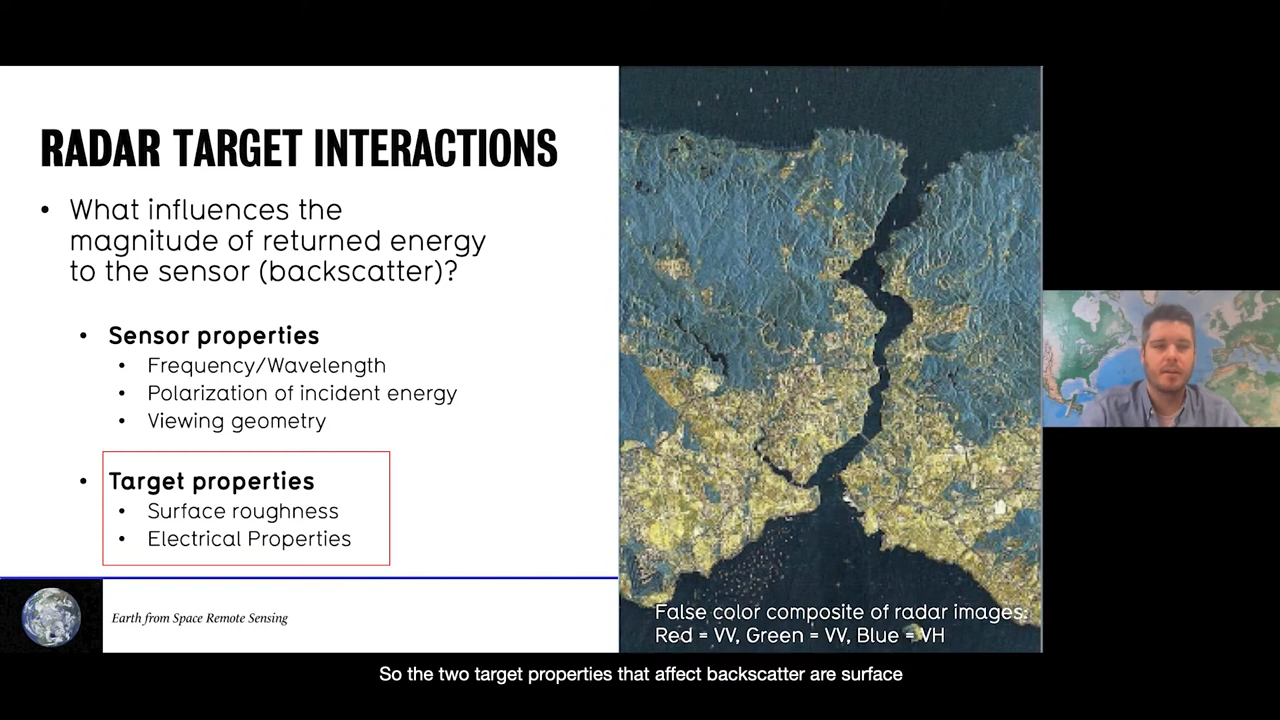 RADAR TARGET INTERACTIONS
• What influences the
magnitude of returned energy
to the sensor (backscatter)?
• Sensor properties
• Frequency/Wavelength
• Polarization of incident energy
• Viewing geometry
• Target properties
• Surface roughness
• Electrical Properties
Earth from Space Remote Sensing
False color composite of radar images:
Red = VV, Green = VV, Blue = VH
So the two target properties that affect backscatter are surface